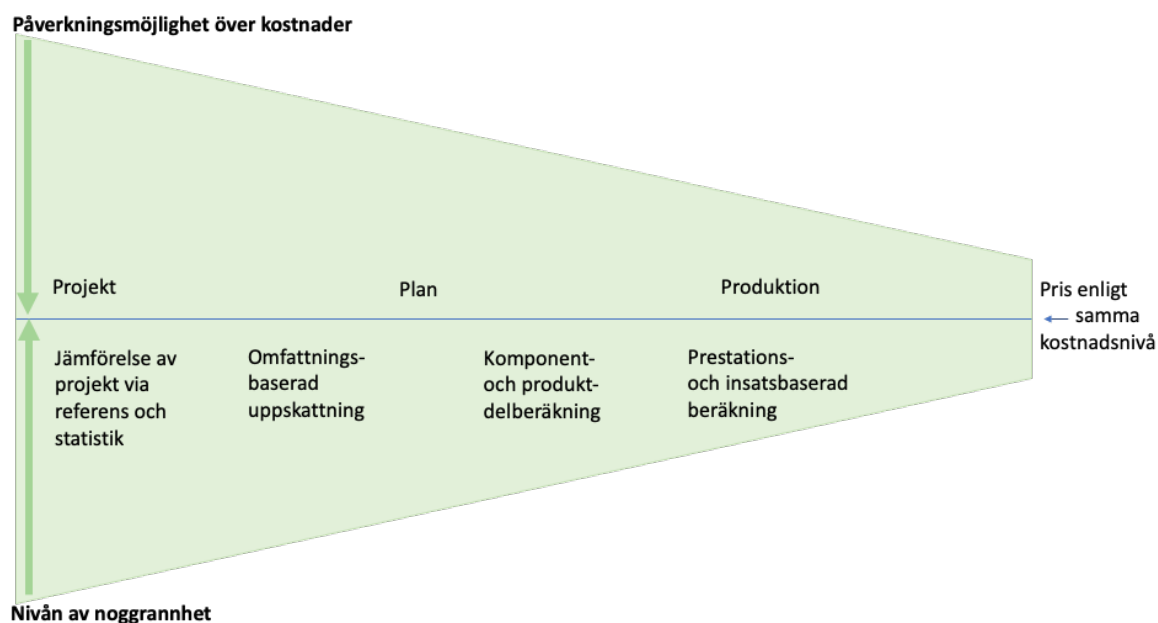 Påverkningsmöjlighet över kostnader
Projekt
Plan
Produktion
Pris enligt
samma
kostnadsnivå
Jämförelse av
projekt via
referens och
statistik
Omfattnings-
baserad
uppskattning
Komponent-
och produkt-
delberäkning
Prestations-
och insatsbaserad
beräkning
Nivån av noggrannhet